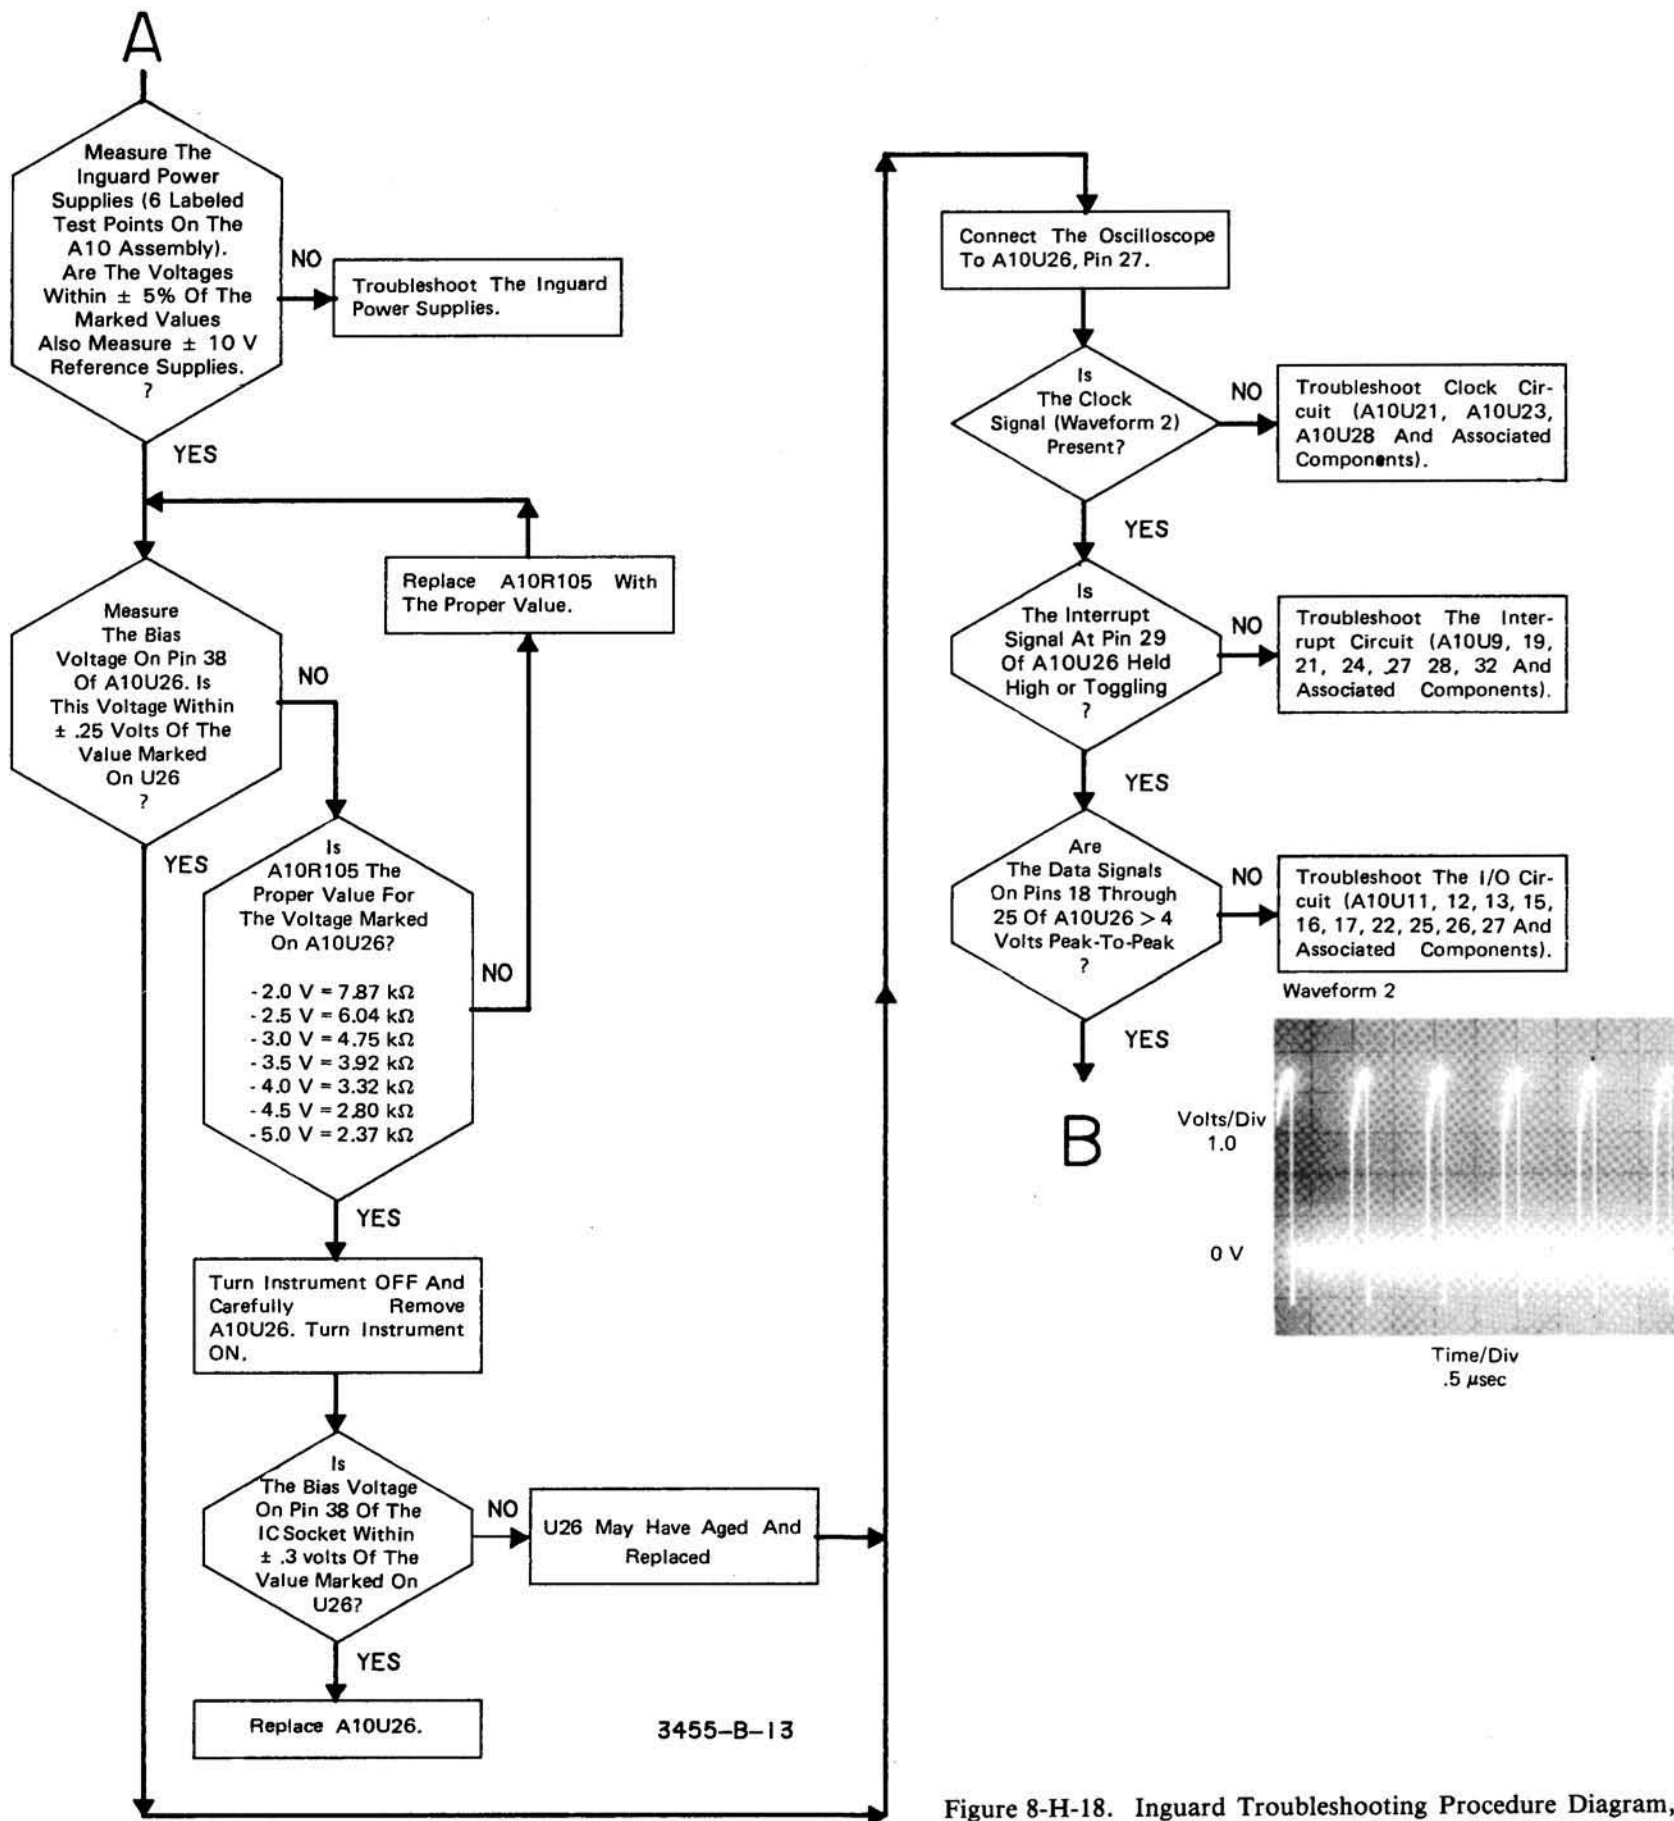 A
Measure The
Inguard Power
Supplies (6 Labeled
Test Points On The
A10 Assembly).
Are The Voltages
Within ± 5% Of The
Marked Values
Also Measure ± 10 V
Reference Supplies.
?
NO
Troubleshoot The Inguard
Power Supplies.
YES
Measure
The Bias
Voltage On Pin 38
Of A10U26. Is
This Voltage Within
± .25 Volts Of The
Value Marked
On U26
?
NO
Replace A10R105 With
The Proper Value.
YES
Is
A10R105 The
Proper Value For
The Voltage Marked
On A10U26?
- 2.0 V = 7.87 kΩ
- 2.5 V = 6.04 kΩ
- 3.0 V = 4.75 kΩ
- 3.5 V = 3.92 kΩ
- 4.0 V = 3.32 kΩ
- 4.5 V = 2.80 kΩ
- 5.0 V = 2.37 kΩ
NO
YES
Turn Instrument OFF And
Carefully Remove
A10U26. Turn Instrument
ON.
Is
The Bias Voltage
On Pin 38 Of The
IC Socket Within
± .3 volts Of The
Value Marked On
U26?
NO
U26 May Have Aged And
Replaced
YES
Replace A10U26.
3455-B-13
Connect The Oscilloscope
To A10U26, Pin 27.
Is
The Clock
Signal (Waveform 2)
Present?
NO
Troubleshoot Clock Cir-
cuit (A10U21, A10U23,
A10U28 And Associated
Components).
YES
Is
The Interrupt
Signal At Pin 29
Of A10U26 Held
High or Toggling
?
NO
Troubleshoot The Inter-
rupt Circuit (A10U9, 19,
21, 24, 27 28, 32 And
Associated Components).
YES
Are
The Data Signals
On Pins 18 Through
25 Of A10U26 > 4
Volts Peak-To-Peak
?
NO
Troubleshoot The I/O Cir-
cuit (A10U11, 12, 13, 15,
16, 17, 22, 25, 26, 27 And
Associated Components).
YES
B
Waveform 2
Volts/Div
1.0
0 V
Time/Div
.5 µsec
Figure 8-H-18. Inguard Troubleshooting Procedure Diagram,